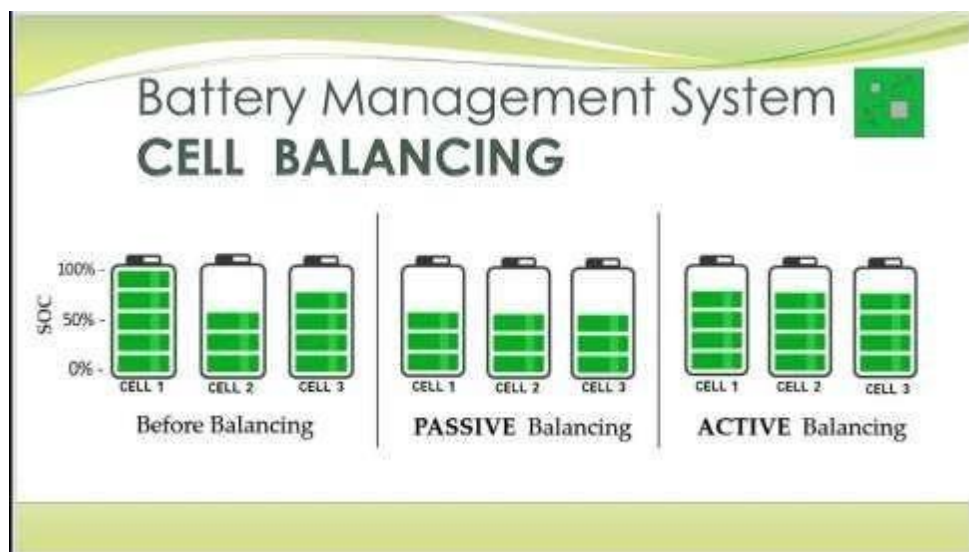 Battery Management System
CELL BALANCING
100% -
50% -
0% -
SOC
CELL 1 CELL 2 CELL 3
Before Balancing
CELL 1 CELL 2 CELL 3
PASSIVE Balancing
CELL 1 CELL 2 CELL 3
ACTIVE Balancing